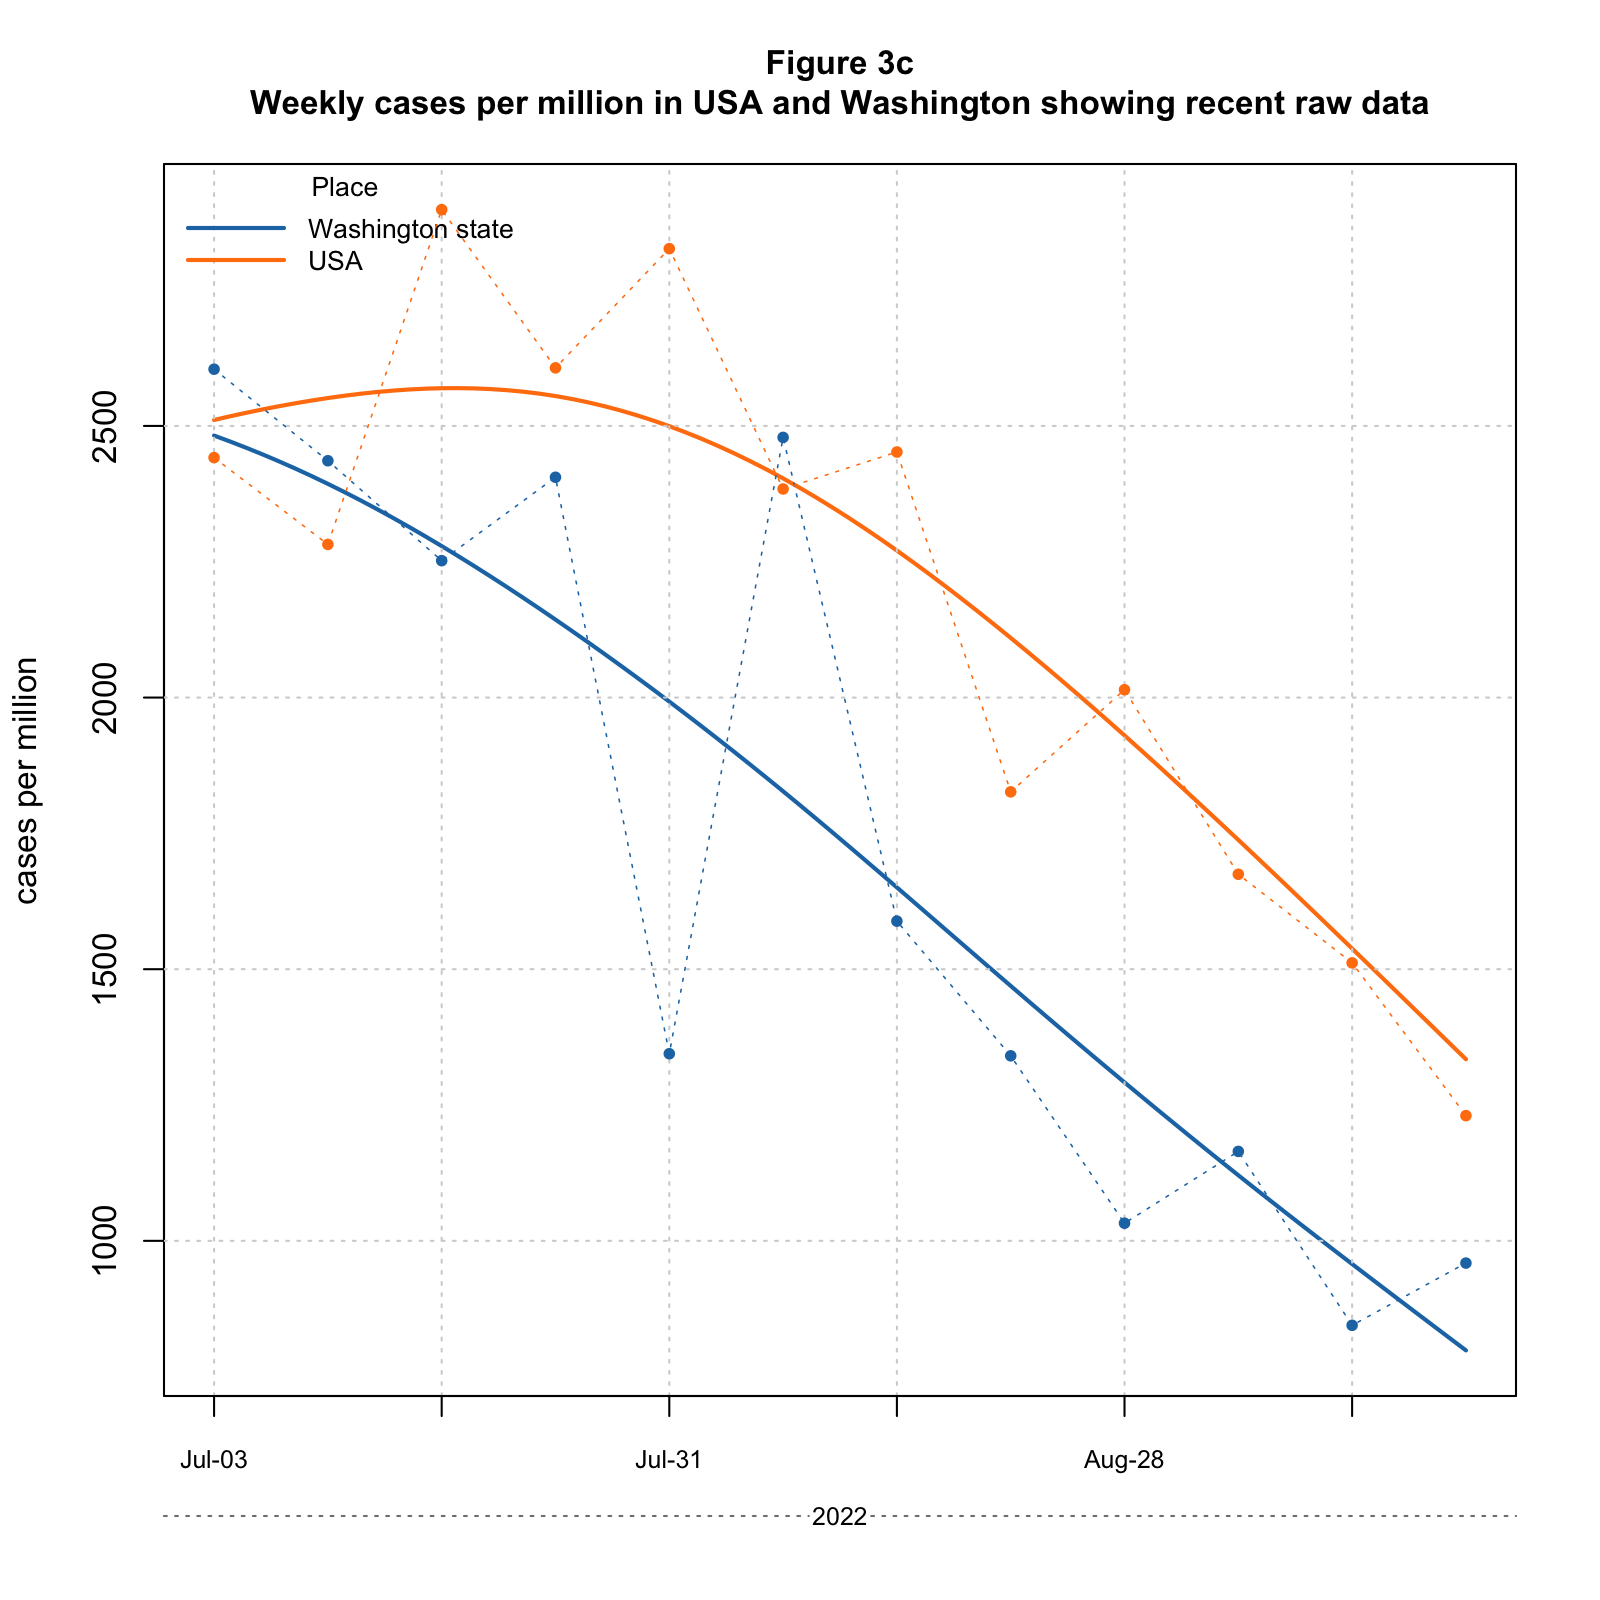 Figure 3c
Weekly cases per million in USA and Washington showing recent raw data
Place
Washington state
USA
cases per million
2500
2000
1500
1000
Jul-03
Jul-31
Aug-28
2022